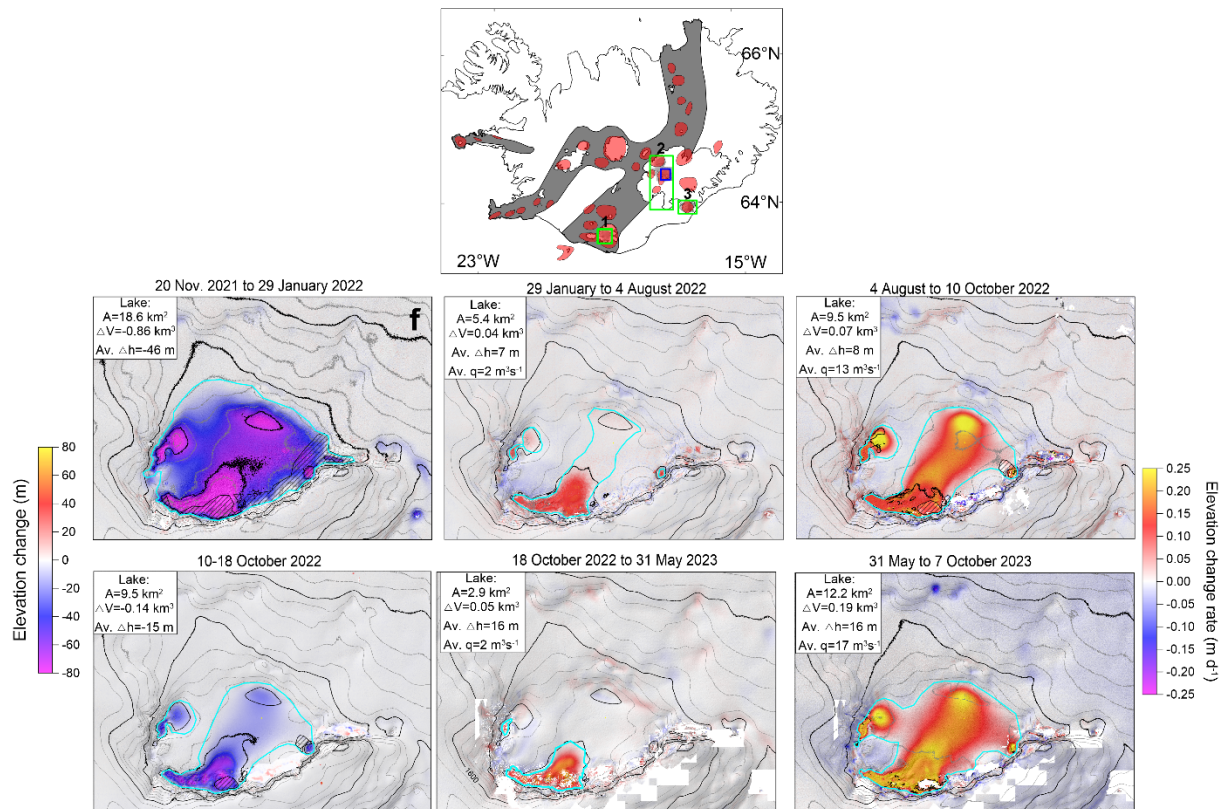 66°N
2
64°N
3
1
23°W
15°W
20 Nov. 2021 to 29 January 2022
Lake:
A=18.6 km²
△V=-0.86 km³
Av. △h=-46 m
f
29 January to 4 August 2022
Lake:
A=5.4 km²
△V=0.04 km³
Av. △h=7 m
Av. q=2 m³s⁻¹
4 August to 10 October 2022
Lake:
A=9.5 km²
△V=0.07 km³
Av. △h=8 m
Av. q=13 m³s⁻¹
Elevation change (m)
80
60
40
20
0
-20
-40
-60
-80
10-18 October 2022
Lake:
A=9.5 km²
△V=-0.14 km³
Av. △h=-15 m
18 October 2022 to 31 May 2023
Lake:
A=2.9 km²
△V=0.05 km³
Av. △h=16 m
Av. q=2 m³s⁻¹
1600
31 May to 7 October 2023
Lake:
A=12.2 km²
△V=0.19 km³
Av. △h=16 m
Av. q=17 m³s⁻¹
0.25
0.20
0.15
0.10
0.05
0.00
-0.05
-0.10
-0.15
-0.20
-0.25
Elevation change rate (m d⁻¹)